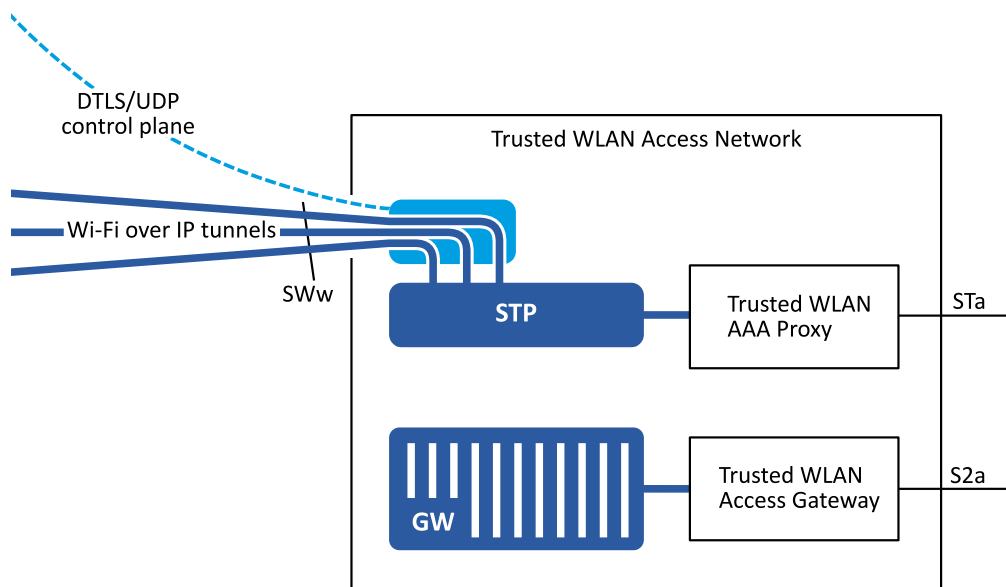 DTLS/UDP
control plane
Trusted WLAN Access Network
Wi-Fi over IP tunnels
SWw
STP
Trusted WLAN
AAA Proxy
STa
GW
Trusted WLAN
Access Gateway
S2a